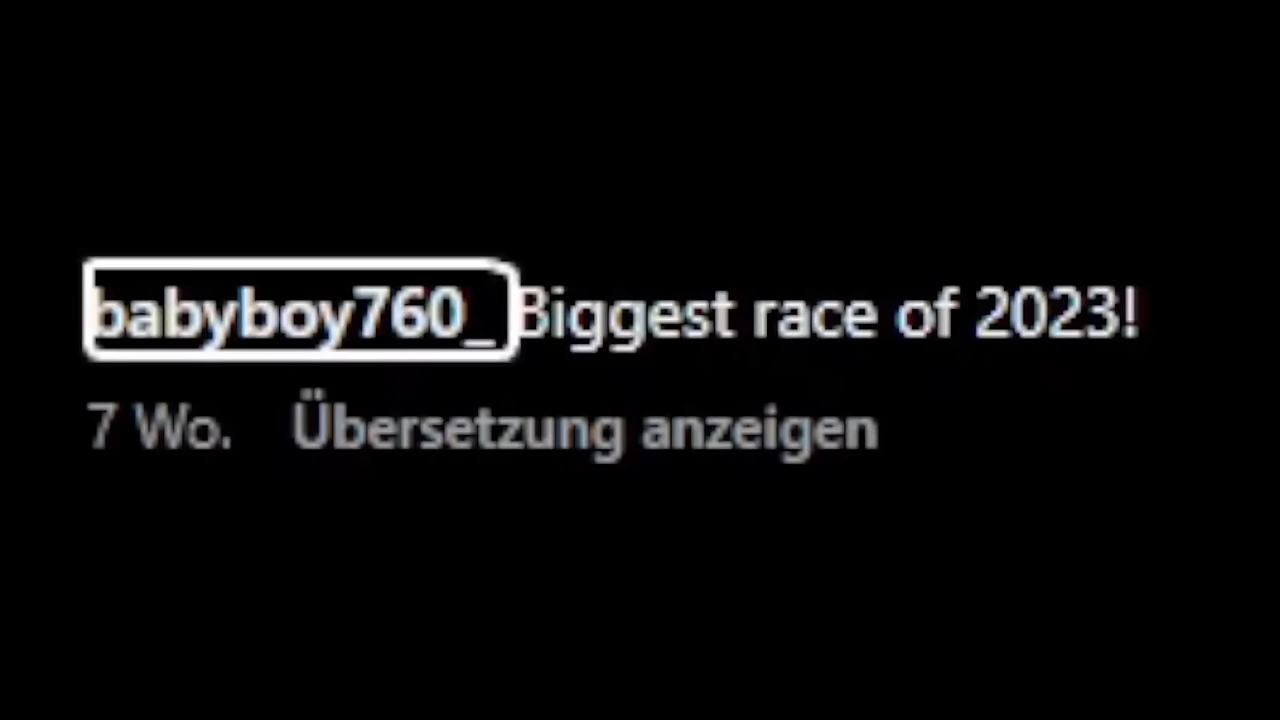 babyboy760_ Biggest race of 2023!
7 Wo. Übersetzung anzeigen